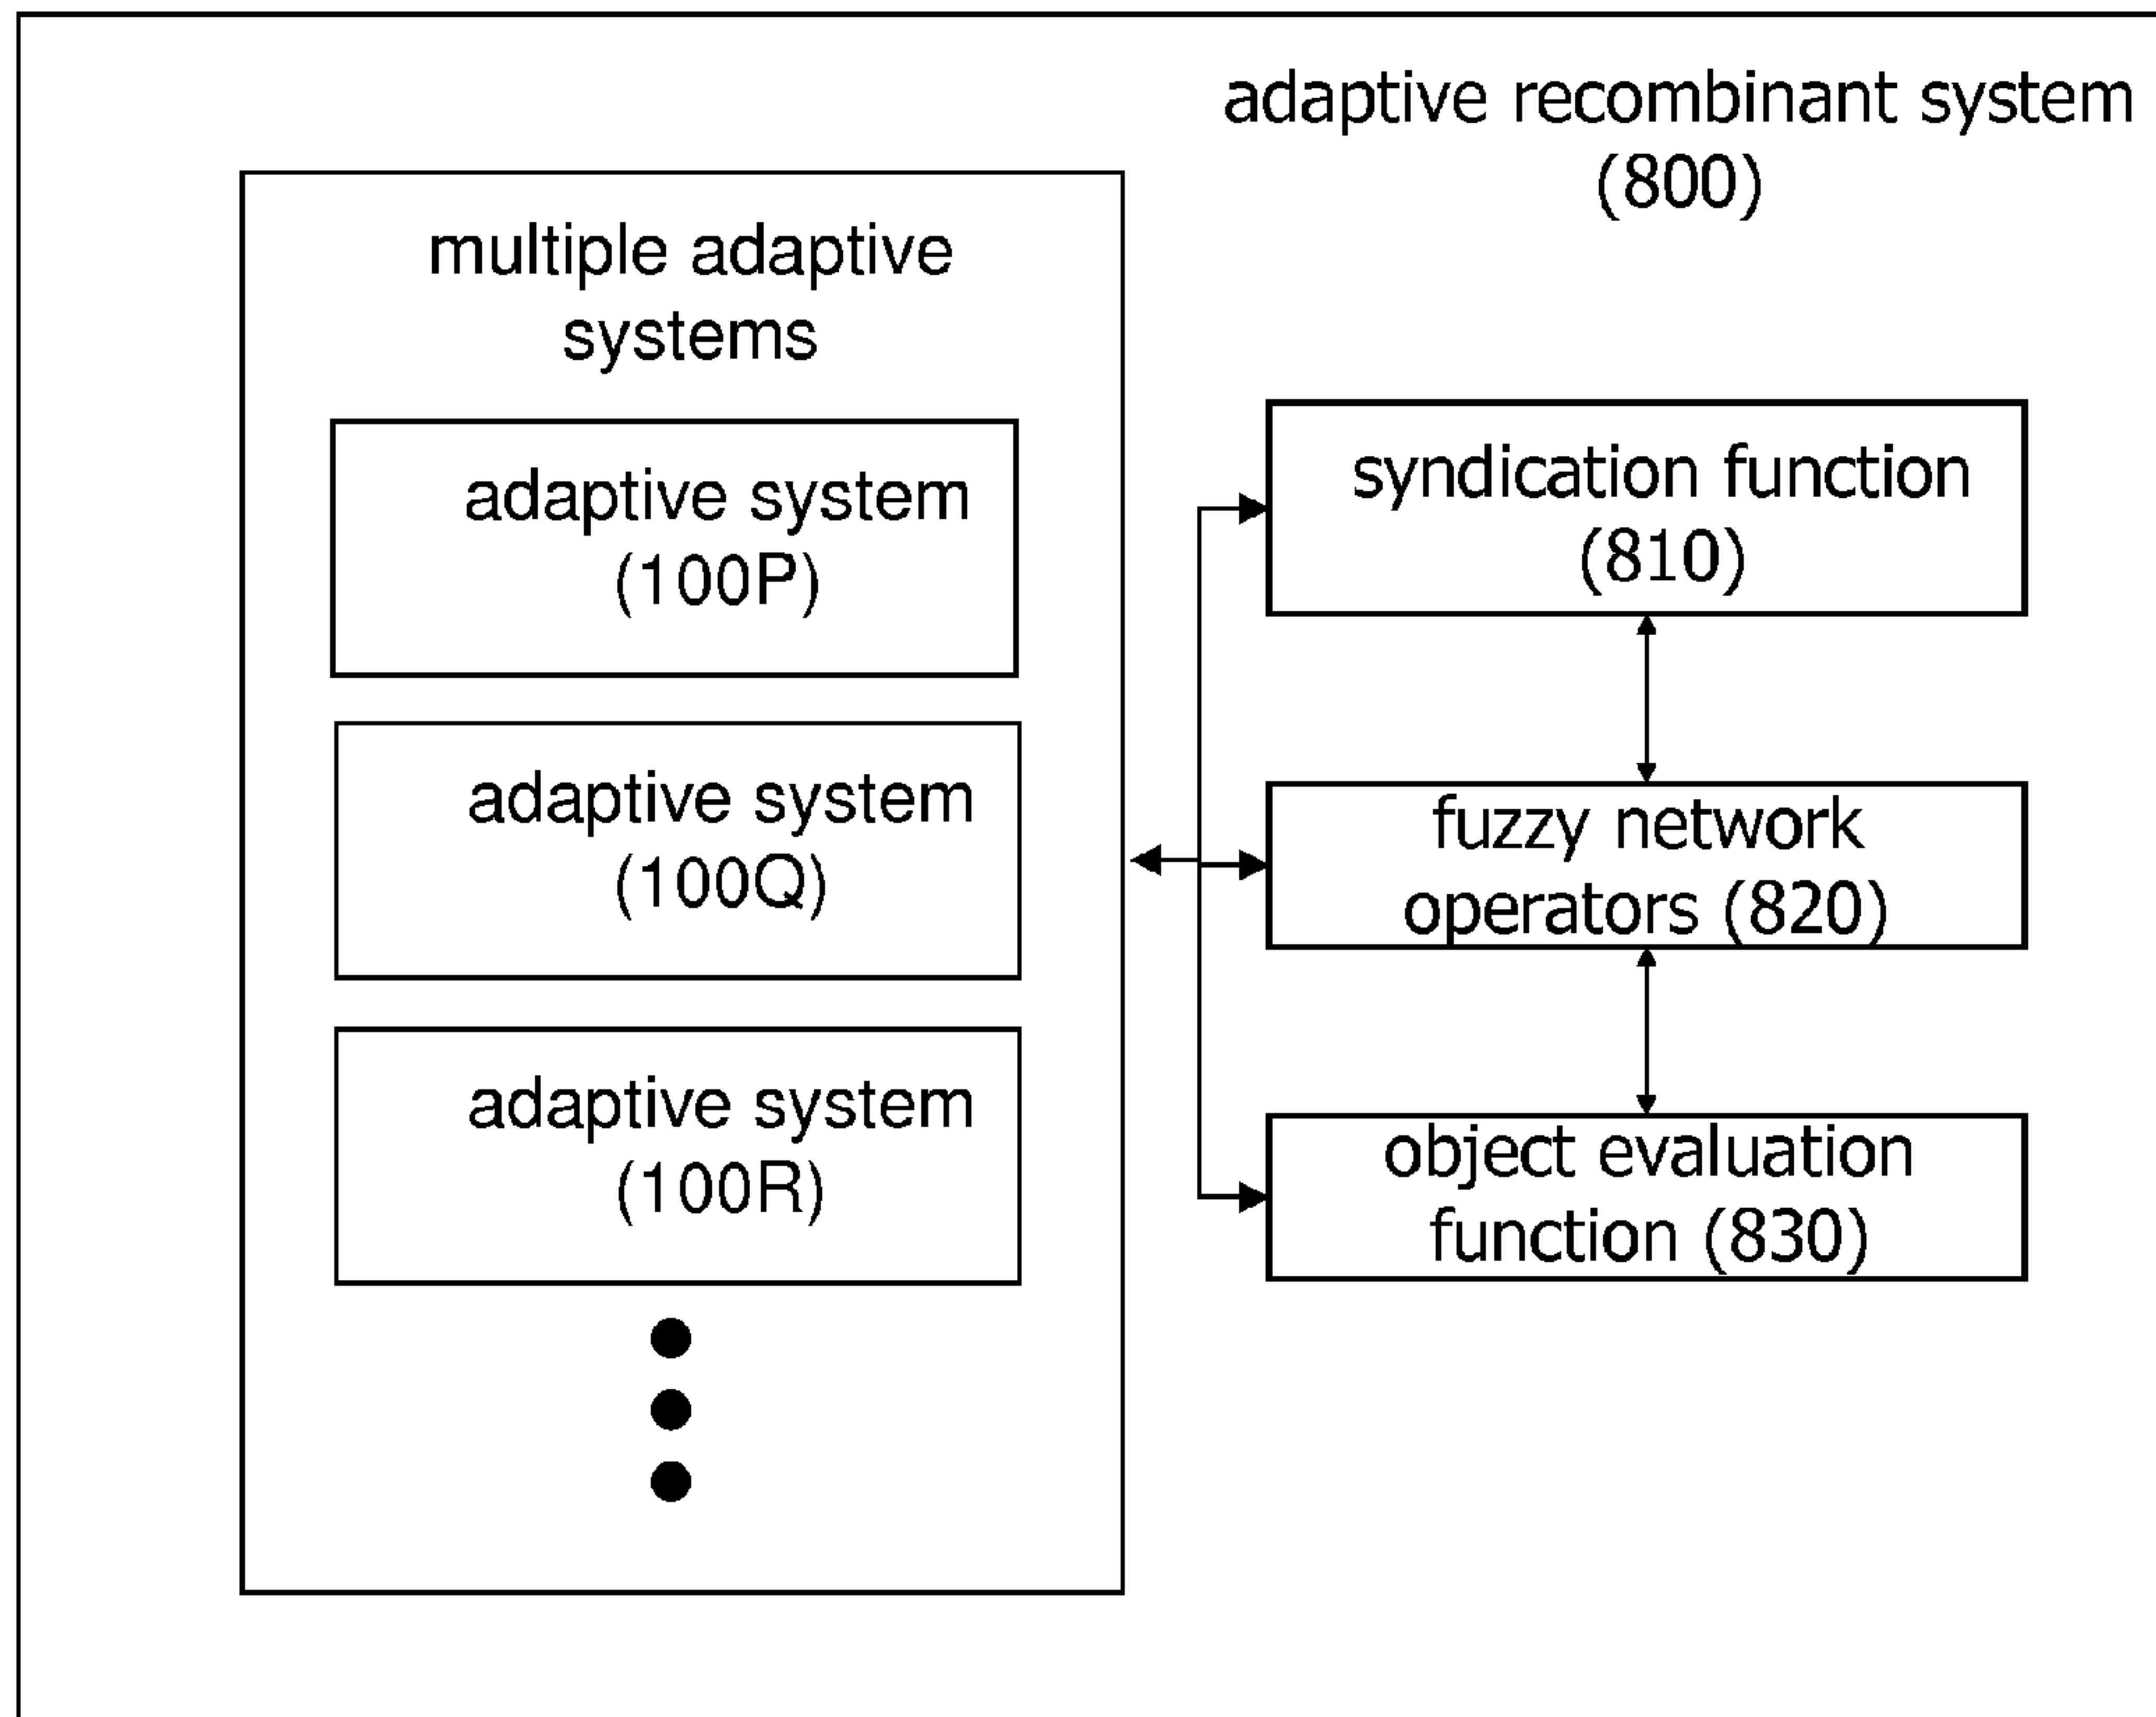 adaptive recombinant system
(800)
multiple adaptive
systems
adaptive system
(100P)
adaptive system
(100Q)
adaptive system
(100R)
syndication function
(810)
fuzzy network
operators (820)
object evaluation
function (830)